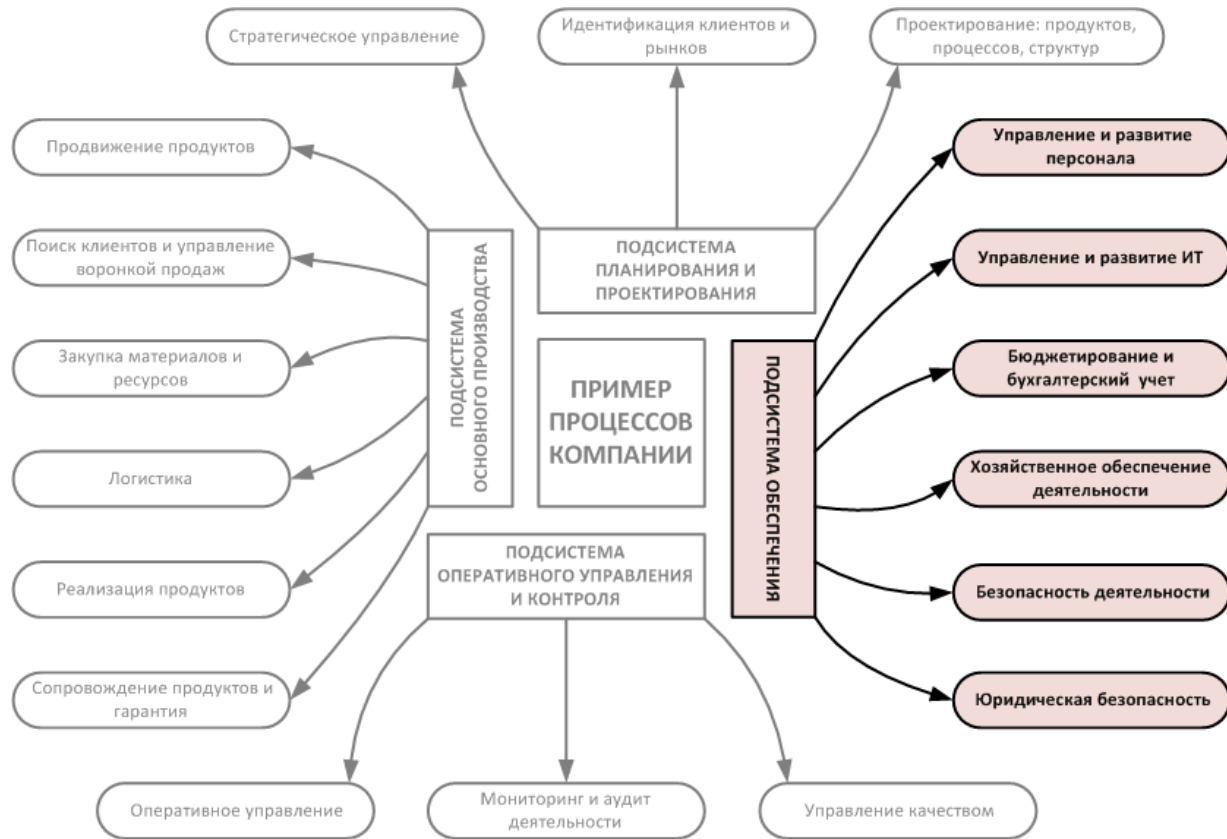 Стратегическое управление
Идентификация клиентов и
рынков
Проектирование: продуктов,
процессов, структур
Продвижение продуктов
Поиск клиентов и управление
воронкой продаж
Закупка материалов и
ресурсов
Логистика
Реализация продуктов
Сопровождение продуктов и
гарантия
ПОДСИСТЕМА
ОСНОВНОГО ПРОИЗВОДСТВА
ПОДСИСТЕМА
ПЛАНИРОВАНИЯ И
ПРОЕКТИРОВАНИЯ
ПРИМЕР
ПРОЦЕССОВ
КОМПАНИИ
ПОДСИСТЕМА
ОПЕРАТИВНОГО УПРАВЛЕНИЯ
И КОНТРОЛЯ
ПОДСИСТЕМА ОБЕСПЕЧЕНИЯ
Управление и развитие
персонала
Управление и развитие ИТ
Бюджетирование и
бухгалтерский учет
Хозяйственное обеспечение
деятельности
Безопасность деятельности
Юридическая безопасность
Оперативное управление
Мониторинг и аудит
деятельности
Управление качеством